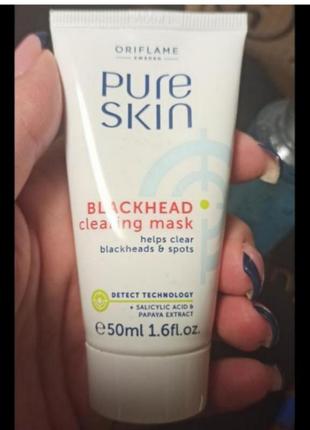 ORIFLAME
SWEDEN
Pure
SKIN
BLACKHEAD
clearing mask
helps clear
blackheads & spots
DETECT TECHNOLOGY
+ SALICYLIC ACID &
PAPAYA EXTRACT
e50ml 1.6fl.oz.